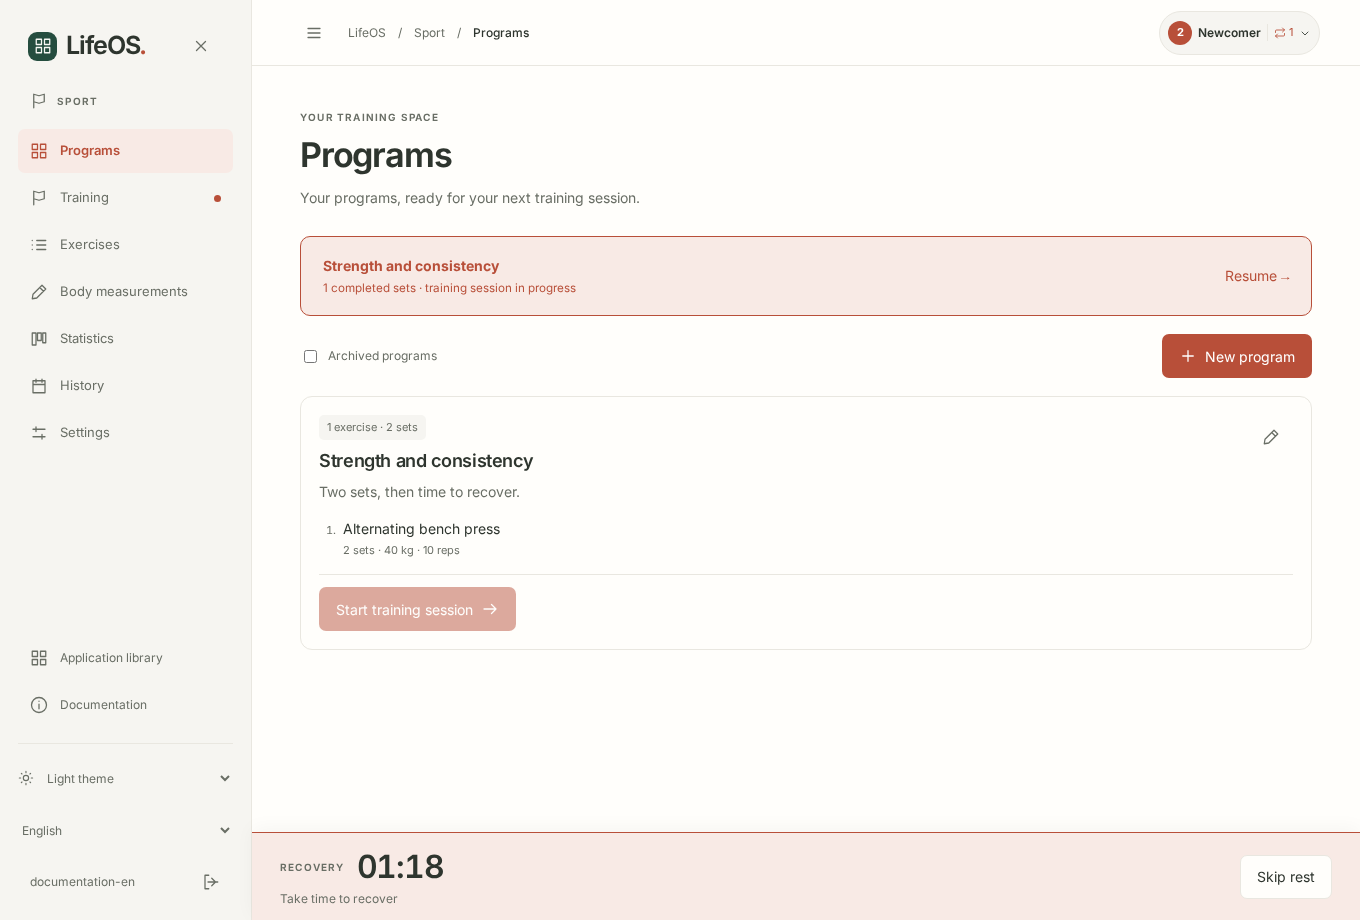 LifeOS.
SPORT
Programs
Training
Exercises
Body measurements
Statistics
History
Settings
Application library
Documentation
Light theme
English
documentation-en
LifeOS / Sport / Programs
2 Newcomer 1
YOUR TRAINING SPACE
Programs
Your programs, ready for your next training session.
Strength and consistency
1 completed sets · training session in progress
Resume →
Archived programs
New program
1 exercise · 2 sets
Strength and consistency
Two sets, then time to recover.
1. Alternating bench press
2 sets · 40 kg · 10 reps
Start training session →
RECOVERY 01:18
Take time to recover
Skip rest